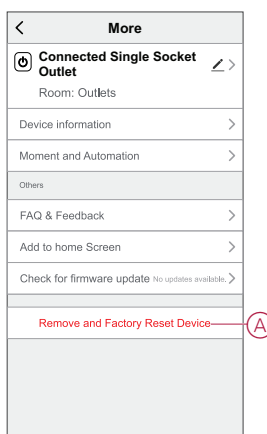 More
Connected Single Socket
Outlet
Room: Outlets
Device information
Moment and Automation
Others
FAQ & Feedback
Add to home Screen
Check for firmware update No updates available.
Remove and Factory Reset Device
A